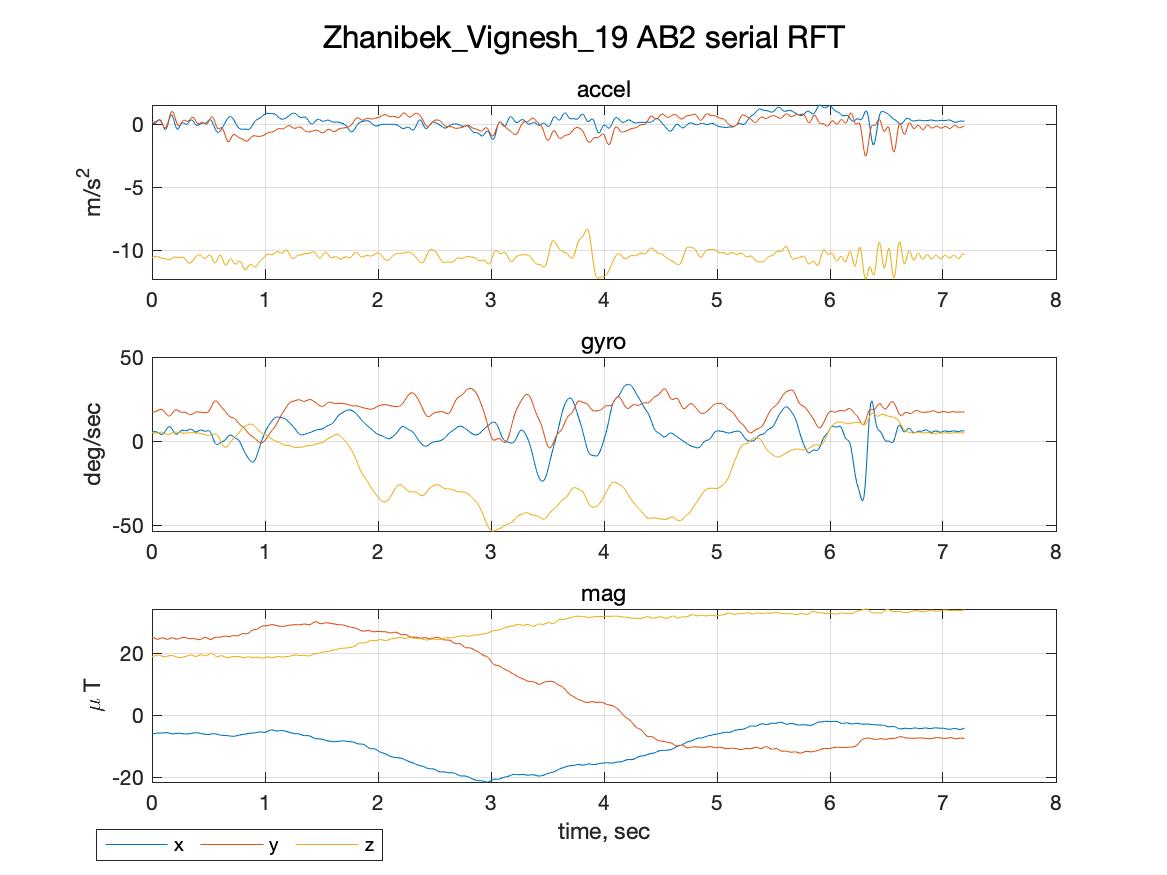 Zhanibek_Vignesh_19 AB2 serial RFT
accel
m/s²
0
-5
-10
0 1 2 3 4 5 6 7 8
gyro
deg/sec
50
0
-50
0 1 2 3 4 5 6 7 8
mag
μ T
20
0
-20
0 1 2 3 4 5 6 7 8
time, sec
x y z